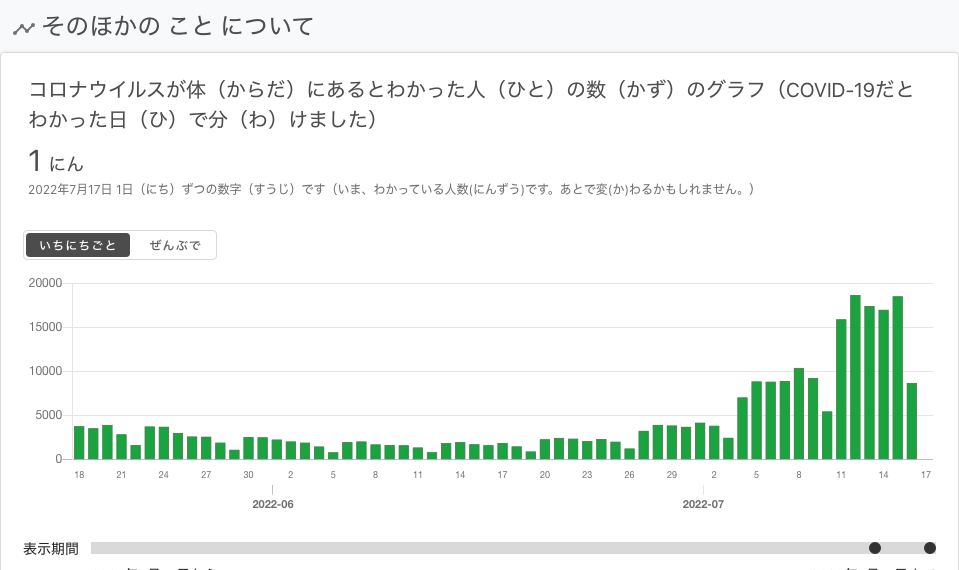 そのほかの こと について
コロナウイルスが体（からだ）にあるとわかった人（ひと）の数（かず）のグラフ（COVID-19だと
わかった日（ひ）で分（わ）けました）
1 にん
2022年7月17日 1日（にち）ずつの数字（すうじ）です（いま、わかっている人数(にんずう)です。あとで変(か)わるかもしれません。）
いちにちごと ぜんぶで
20000
15000
10000
5000
0
18 21 24 27 30 2 5 8 11 14 17 20 23 26 29 2 5 8 11 14 17
2022-06 2022-07
表示期間